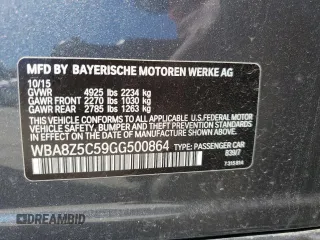 MFD BY BAYERISCHE MOTOREN WERKE AG
10/15
GVWR 4925 lbs 2234 kg
GAWR FRONT 2270 lbs 1030 kg
GAWR REAR 2785 lbs 1263 kg
THIS VEHICLE CONFORMS TO ALL APPLICABLE
FEDERAL MOTOR VEHICLE SAFETY, BUMPER
AND THEFT PREVENTION STANDARDS IN EFFECT
ON THE DATE OF MANUFACTURE SHOWN ABOVE.
WBA8Z5C59GG500864 TYPE: PASSENGER CAR
839/7
DREAMBID